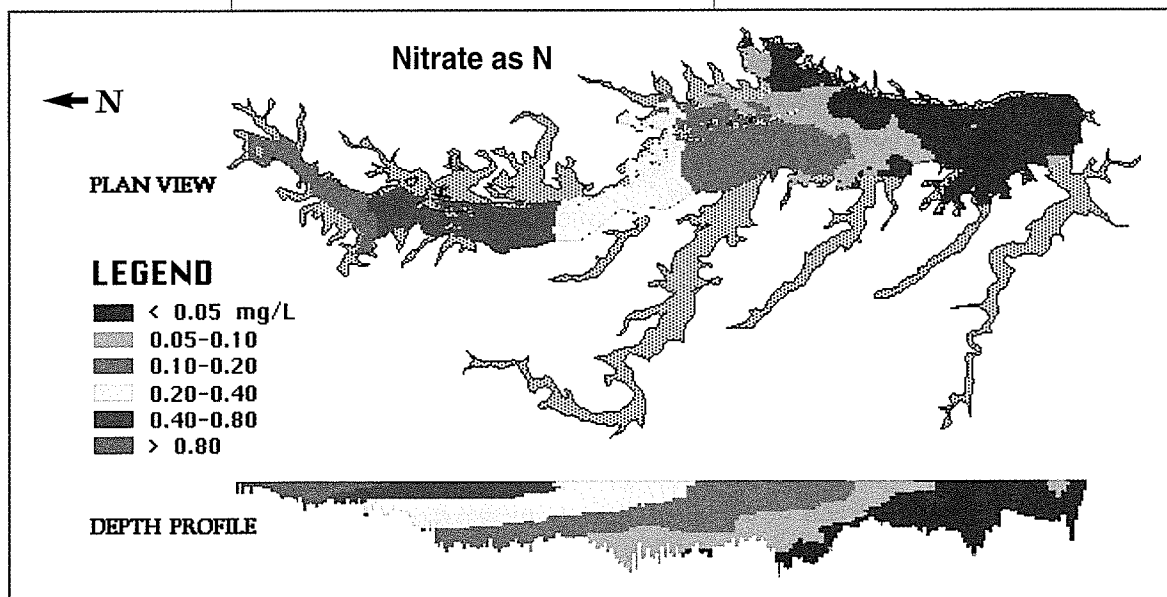 Nitrate as N
N
PLAN VIEW
LEGEND
< 0.05 mg/L
0.05-0.10
0.10-0.20
0.20-0.40
0.40-0.80
> 0.80
DEPTH PROFILE